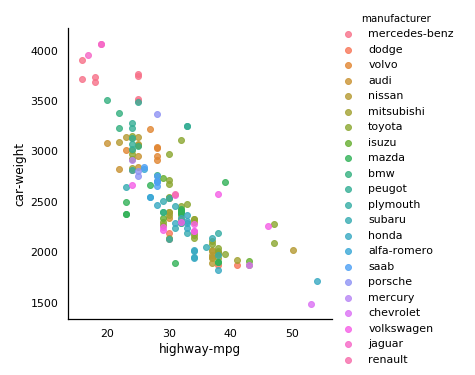 manufacturer
mercedes-benz
dodge
volvo
audi
nissan
mitsubishi
toyota
isuzu
mazda
bmw
peugot
plymouth
subaru
honda
alfa-romero
saab
porsche
mercury
chevrolet
volkswagen
jaguar
renault
4000
3500
3000
2500
2000
1500
car-weight
20 30 40 50
highway-mpg